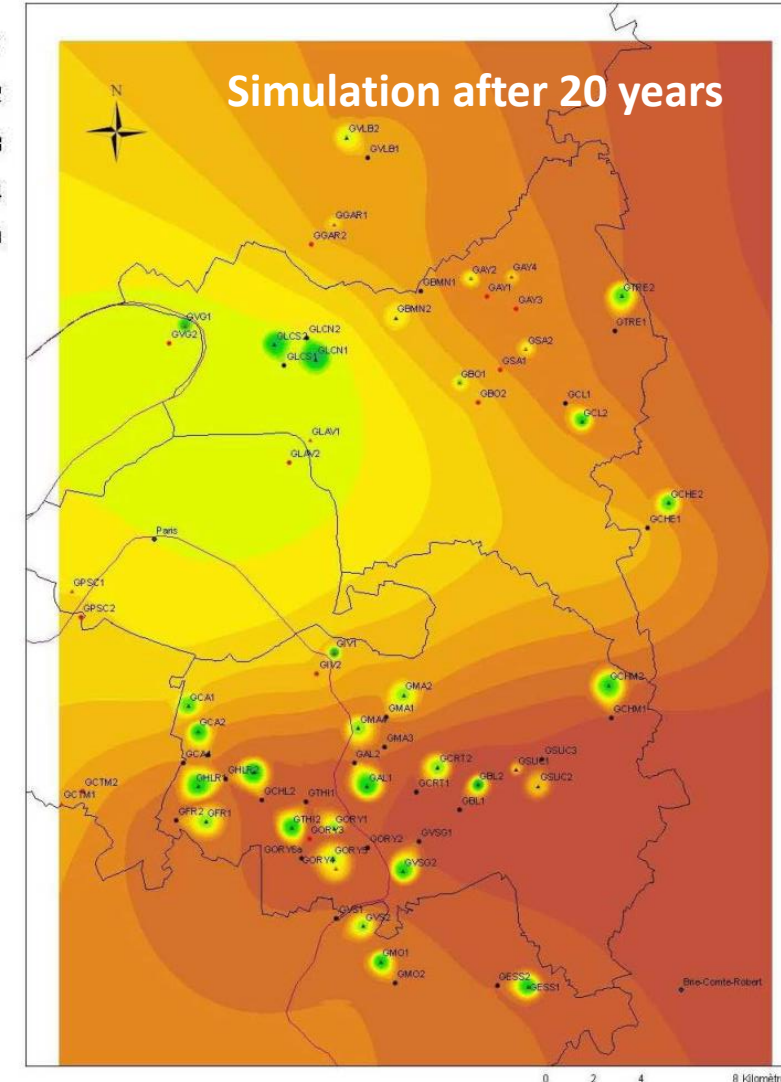 Simulation after 20 years
N
GVLB2
GVLB1
GGAR1
GGAR2
GAY2
GAY4
GBMN1
GAY1
GTRE2
GAY3
GBMN2
GVG1
GTRE1
GVG2
GLCN2
GLCS2
GLCN1
GLCS1
GSA2
GSA1
GBO1
GBO2
GCL1
GCL2
GLAV1
GLAV2
GCHE2
GCHE1
Paris
GPSC1
GPSC2
GIV1
GIV2
GCHM2
GMA2
GCA1
GMA1
GCHM1
GCA2
GMA4
GMA3
GCA4
GAL2
GSUC3
GCRT2
GSUC1
GHLR2
GCTM2
GHLR1
GAL1
GBL2
GSUC2
GCTM1
GCRT1
GCHL2
GTHI1
GBL1
GFR2
GFR1
GTHI2
GORY1
GORY3
GORY2
GVSG1
GORY5
GORY4
GVSG2
GVS1
GVS2
GMO1
GMO2
GESS2
GESS1
Brie-Comte-Robert
0 2 4 8 Kilomètr